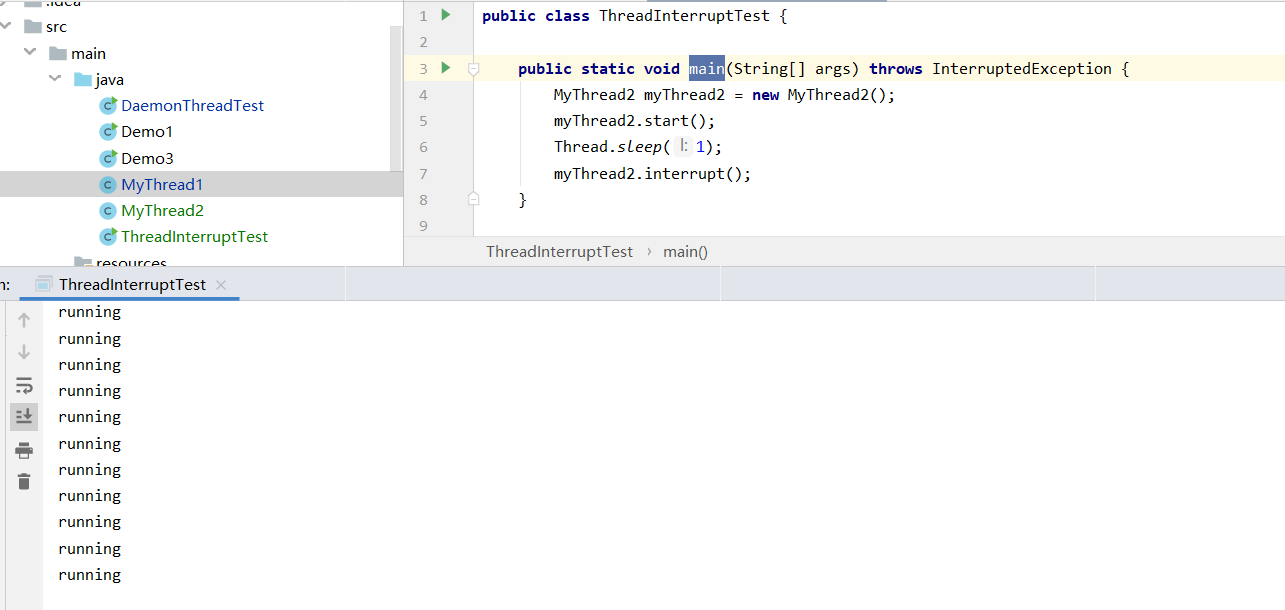 .idea
src
main
java
DaemonThreadTest
Demo1
Demo3
MyThread1
MyThread2
ThreadInterruptTest
resources
1 public class ThreadInterruptTest {
2
3 public static void main(String[] args) throws InterruptedException {
4 MyThread2 myThread2 = new MyThread2();
5 myThread2.start();
6 Thread.sleep( l: 1);
7 myThread2.interrupt();
8 }
9
ThreadInterruptTest › main()
n: ThreadInterruptTest ×
running
running
running
running
running
running
running
running
running
running
running